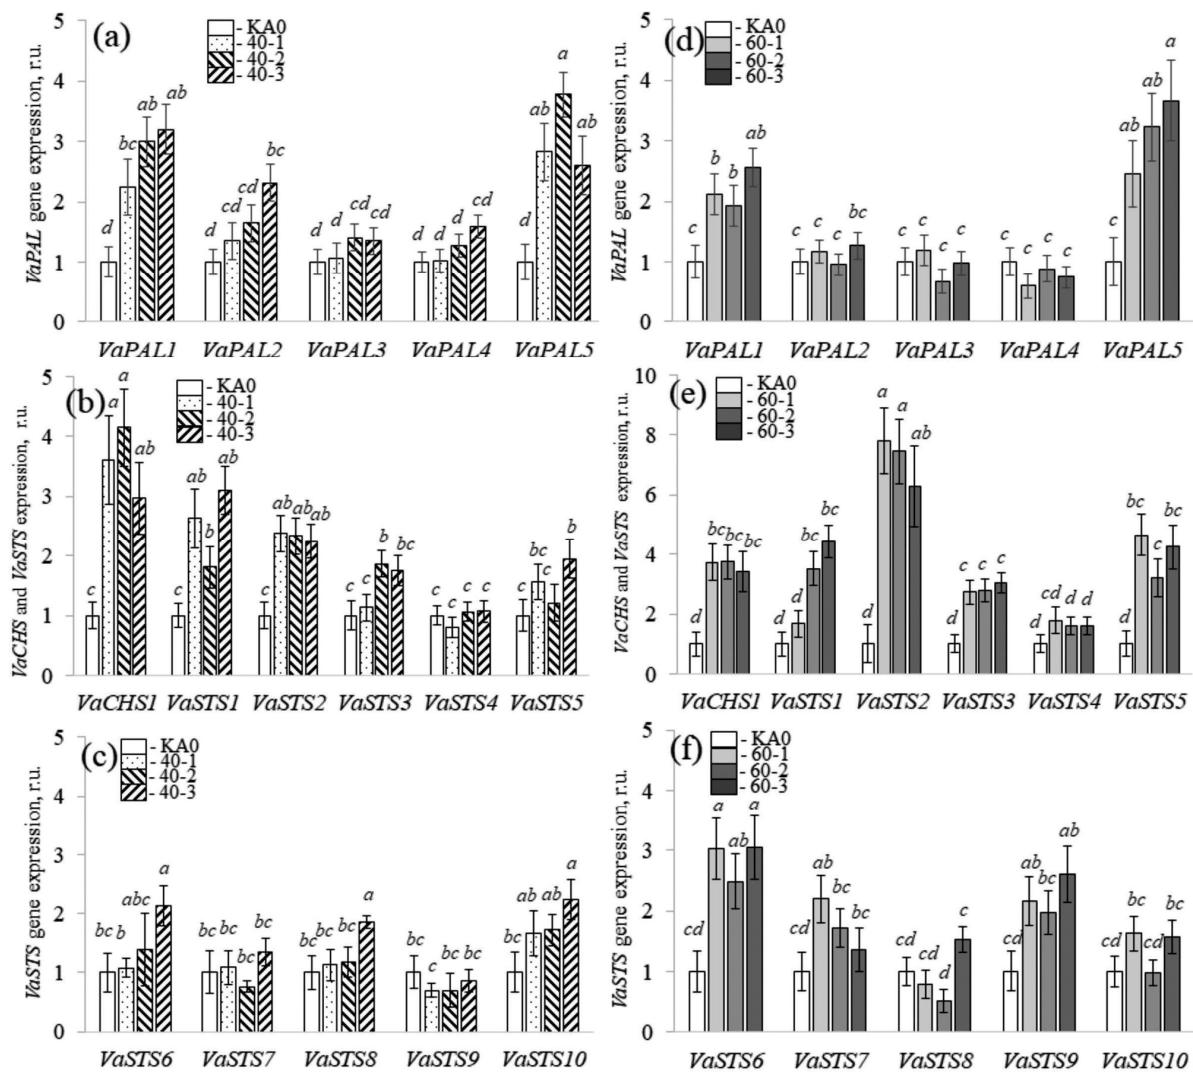 (a)
- KA0
- 40-1
- 40-2
- 40-3
VaPAL gene expression, r.u.
5
4
3
2
1
0
d bc ab ab
d cd cd bc
d d cd cd
d d d cd
d ab a ab
VaPAL1 VaPAL2 VaPAL3 VaPAL4 VaPAL5
(d)
- KA0
- 60-1
- 60-2
- 60-3
VaPAL gene expression, r.u.
5
4
3
2
1
0
c b b ab
c c c bc
c c c c
c c c c
c ab a a
VaPAL1 VaPAL2 VaPAL3 VaPAL4 VaPAL5
(b)
- KA0
- 40-1
- 40-2
- 40-3
VaCHS and VaSTS expression, r.u.
5
4
3
2
1
0
c a a ab
c ab b ab
c ab ab ab
c c b bc
c c c c
c bc c b
VaCHS1 VaSTS1 VaSTS2 VaSTS3 VaSTS4 VaSTS5
(e)
- KA0
- 60-1
- 60-2
- 60-3
VaCHS and VaSTS expression, r.u.
10
8
6
4
2
0
d bc bc bc
d d c bc
d a a ab
d c c c
d cd d d
d bc c bc
VaCHS1 VaSTS1 VaSTS2 VaSTS3 VaSTS4 VaSTS5
(c)
- KA0
- 40-1
- 40-2
- 40-3
VaSTS gene expression, r.u.
5
4
3
2
1
0
bc b abc a
bc bc bc bc
bc bc bc a
bc c bc bc
bc ab ab a
VaSTS6 VaSTS7 VaSTS8 VaSTS9 VaSTS10
(f)
- KA0
- 60-1
- 60-2
- 60-3
VaSTS gene expression, r.u.
5
4
3
2
1
0
cd a ab a
cd ab bc bc
cd cd d c
cd ab bc ab
cd bc cd bc
VaSTS6 VaSTS7 VaSTS8 VaSTS9 VaSTS10